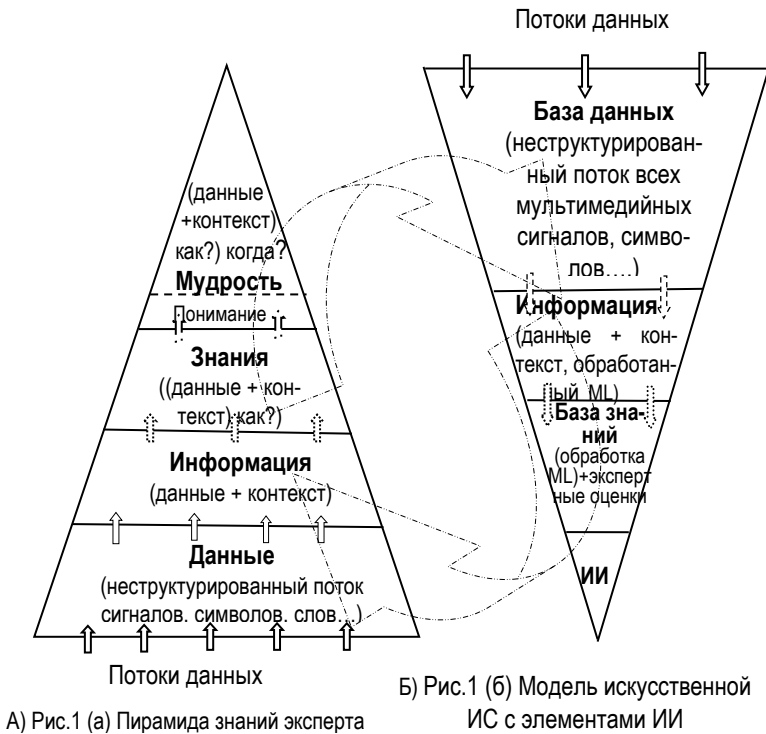 (данные
+контекст)
как?) когда?
Мудрость
Понимание
Знания
((данные + кон-
текст) как?)
Информация
(данные + контекст)
Данные
(неструктурированный поток
сигналов. символов. слов…)
Потоки данных
А) Рис.1 (а) Пирамида знаний эксперта
Потоки данных
База данных
(неструктурирован-
ный поток всех
мультимедийных
сигналов, симво-
лов….)
Информация
(данные + кон-
текст, обработан-
ный ML)
База зна-
ний
(обработка
ML)+эксперт
ные оценки
ИИ
Б) Рис.1 (б) Модель искусственной
ИС с элементами ИИ